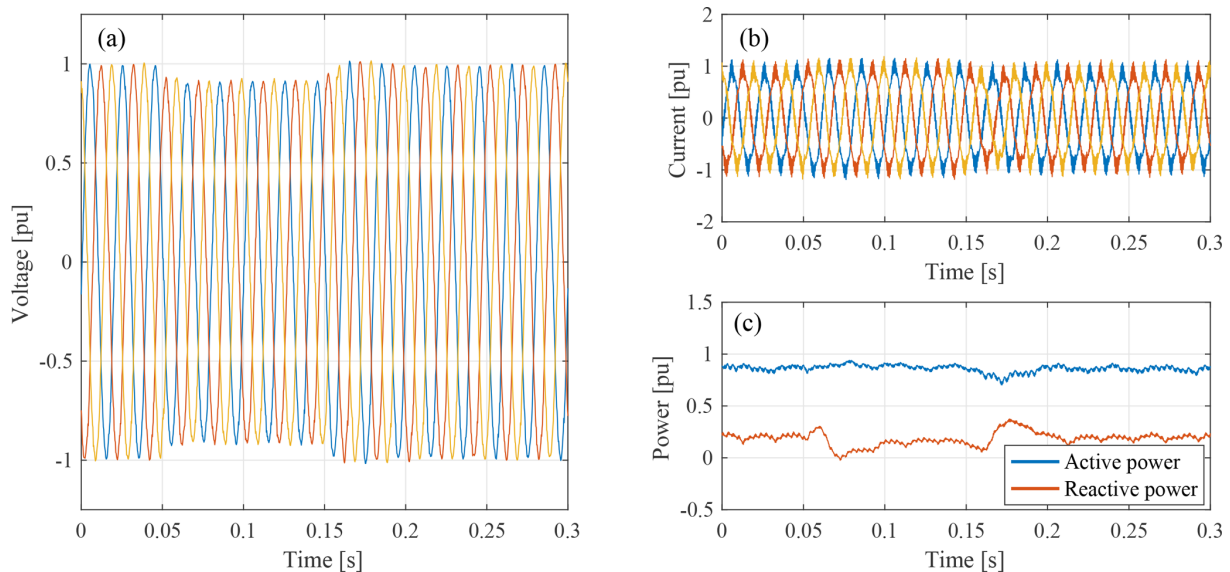 (a)
1
0.5
0
-0.5
-1
Voltage [pu]
0 0.05 0.1 0.15 0.2 0.25 0.3
Time [s]
(b)
2
1
0
-1
-2
Current [pu]
0 0.05 0.1 0.15 0.2 0.25 0.3
Time [s]
(c)
1.5
1
0.5
0
-0.5
Power [pu]
Active power
Reactive power
0 0.05 0.1 0.15 0.2 0.25 0.3
Time [s]